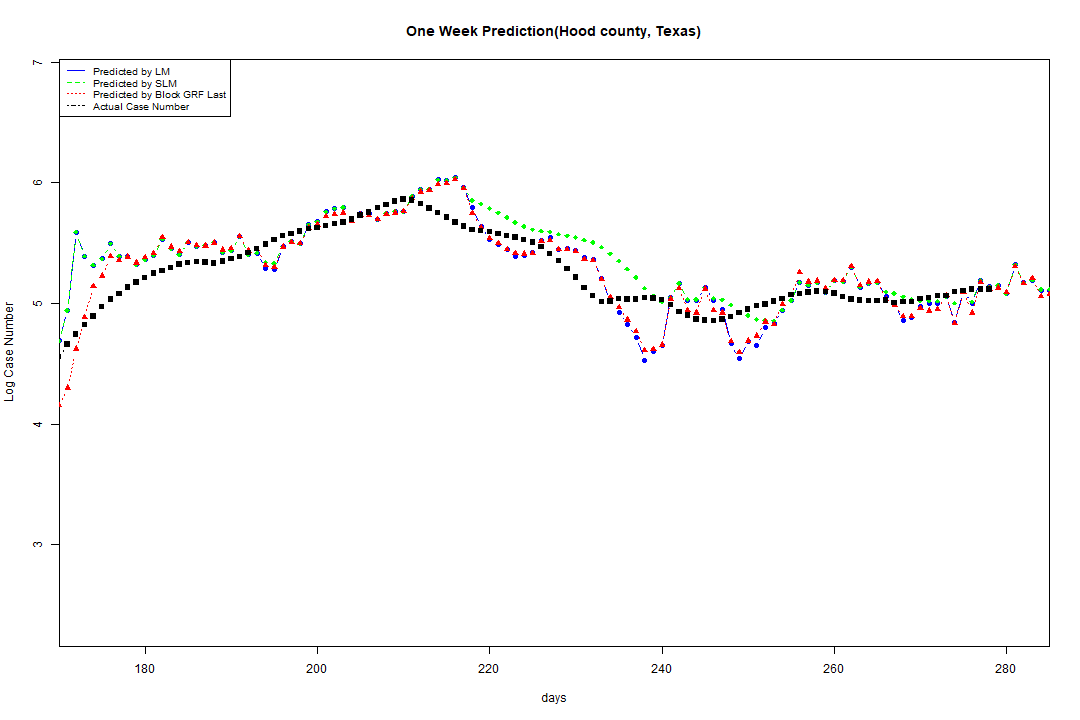 One Week Prediction(Hood county, Texas)
Predicted by LM
Predicted by SLM
Predicted by Block GRF Last
Actual Case Number
7
6
5
4
3
Log Case Number
180 200 220 240 260 280
days